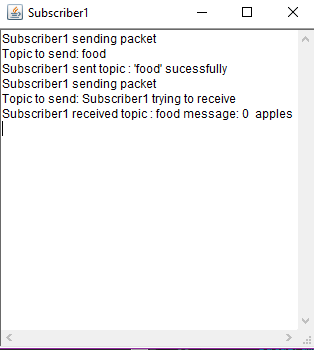 Subscriber1
Subscriber1 sending packet
Topic to send: food
Subscriber1 sent topic : 'food' sucessfully
Subscriber1 sending packet
Topic to send: Subscriber1 trying to receive
Subscriber1 received topic : food message: 0  apples